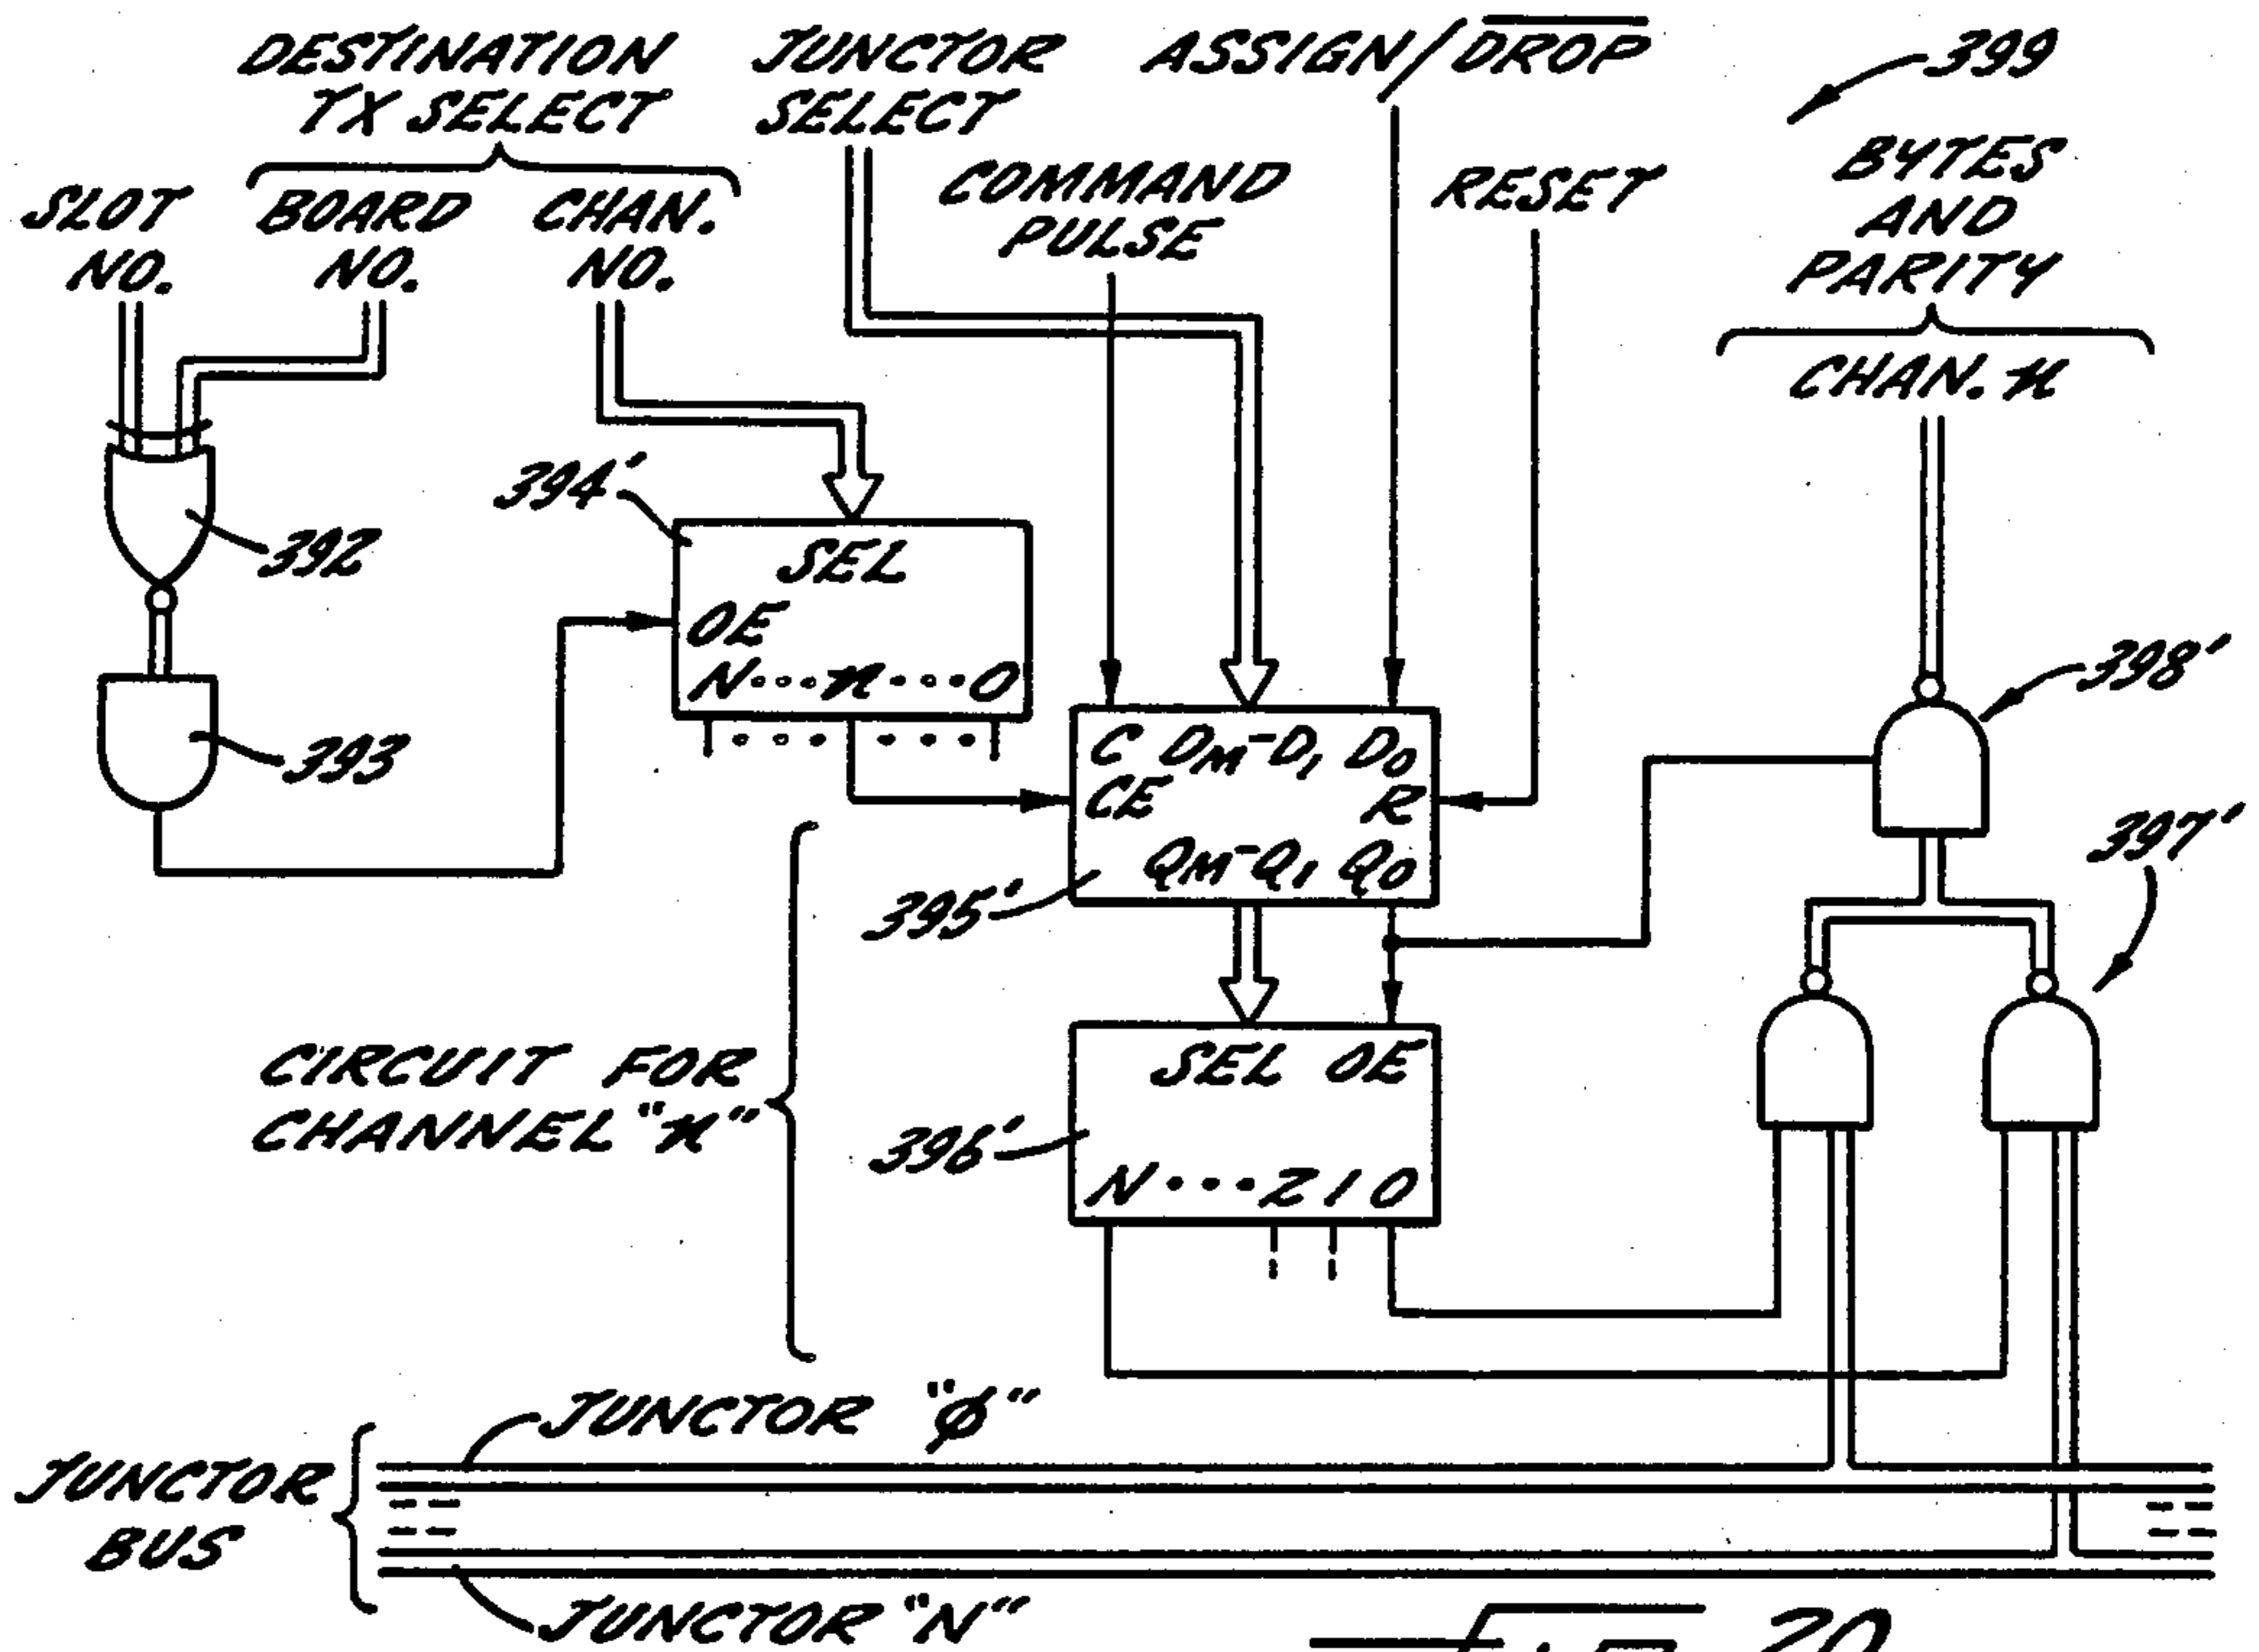 DESTINATION
TX SELECT
JUNCTOR
SELECT
ASSIGN/DROP
399
SLOT
NO.
BOARD
NO.
CHAN.
NO.
COMMAND
PULSE
RESET
BYTES
AND
PARITY
CHAN. n
392
393
394'
SEL
OE
N...n...0
C DM-D1 D0
CE R
QM-Q1 Q0
395'
398'
397'
CIRCUIT FOR
CHANNEL "n"
396'
SEL OE
N...2 1 0
JUNCTOR "Ø"
JUNCTOR
BUS
JUNCTOR "N"
20